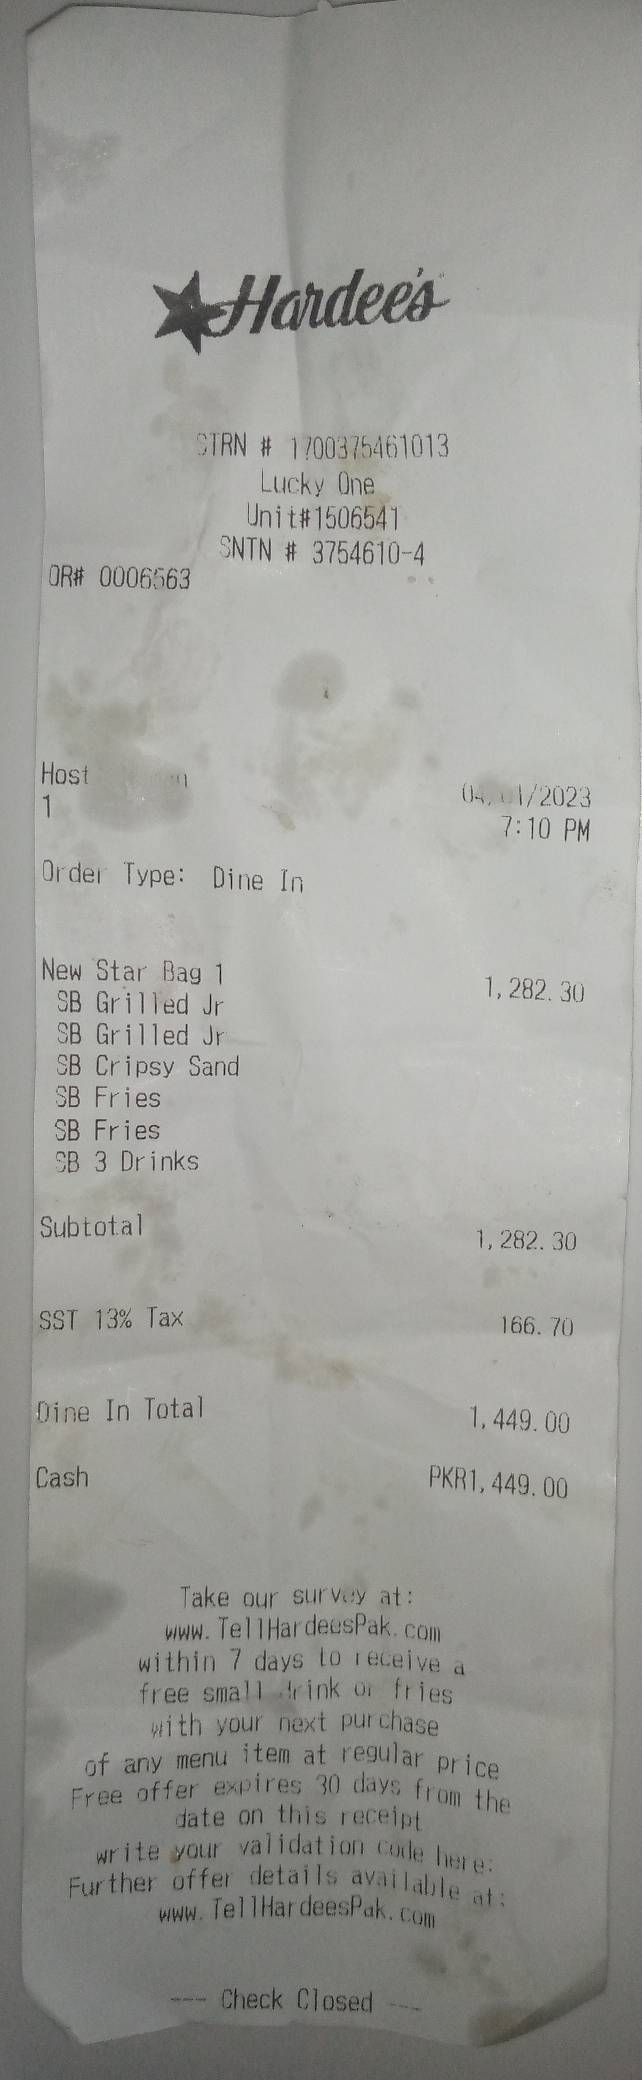 Hardee's
STRN # 1700375461013
Lucky One
Unit#1506541
SNTN # 3754610-4
OR# 0006563
Host
1
7:10 PM
Order Type: Dine In
New Star Bag 1 1,282.30
SB Grilled Jr
SB Grilled Jr
SB Cripsy Sand
SB Fries
SB Fries
SB 3 Drinks
Subtotal 1,282.30
SST 13% Tax 166.70
Dine In Total 1,449.00
Cash PKR1,449.00
Take our survey at:
www.TellHardeesPak.com
within 7 days to receive a
free small drink or fries
with your next purchase
of any menu item at regular price
Free offer expires 30 days from the
date on this receipt
write your validation code here:
Further offer details available at:
www.TellHardeesPak.com
--- Check Closed ---